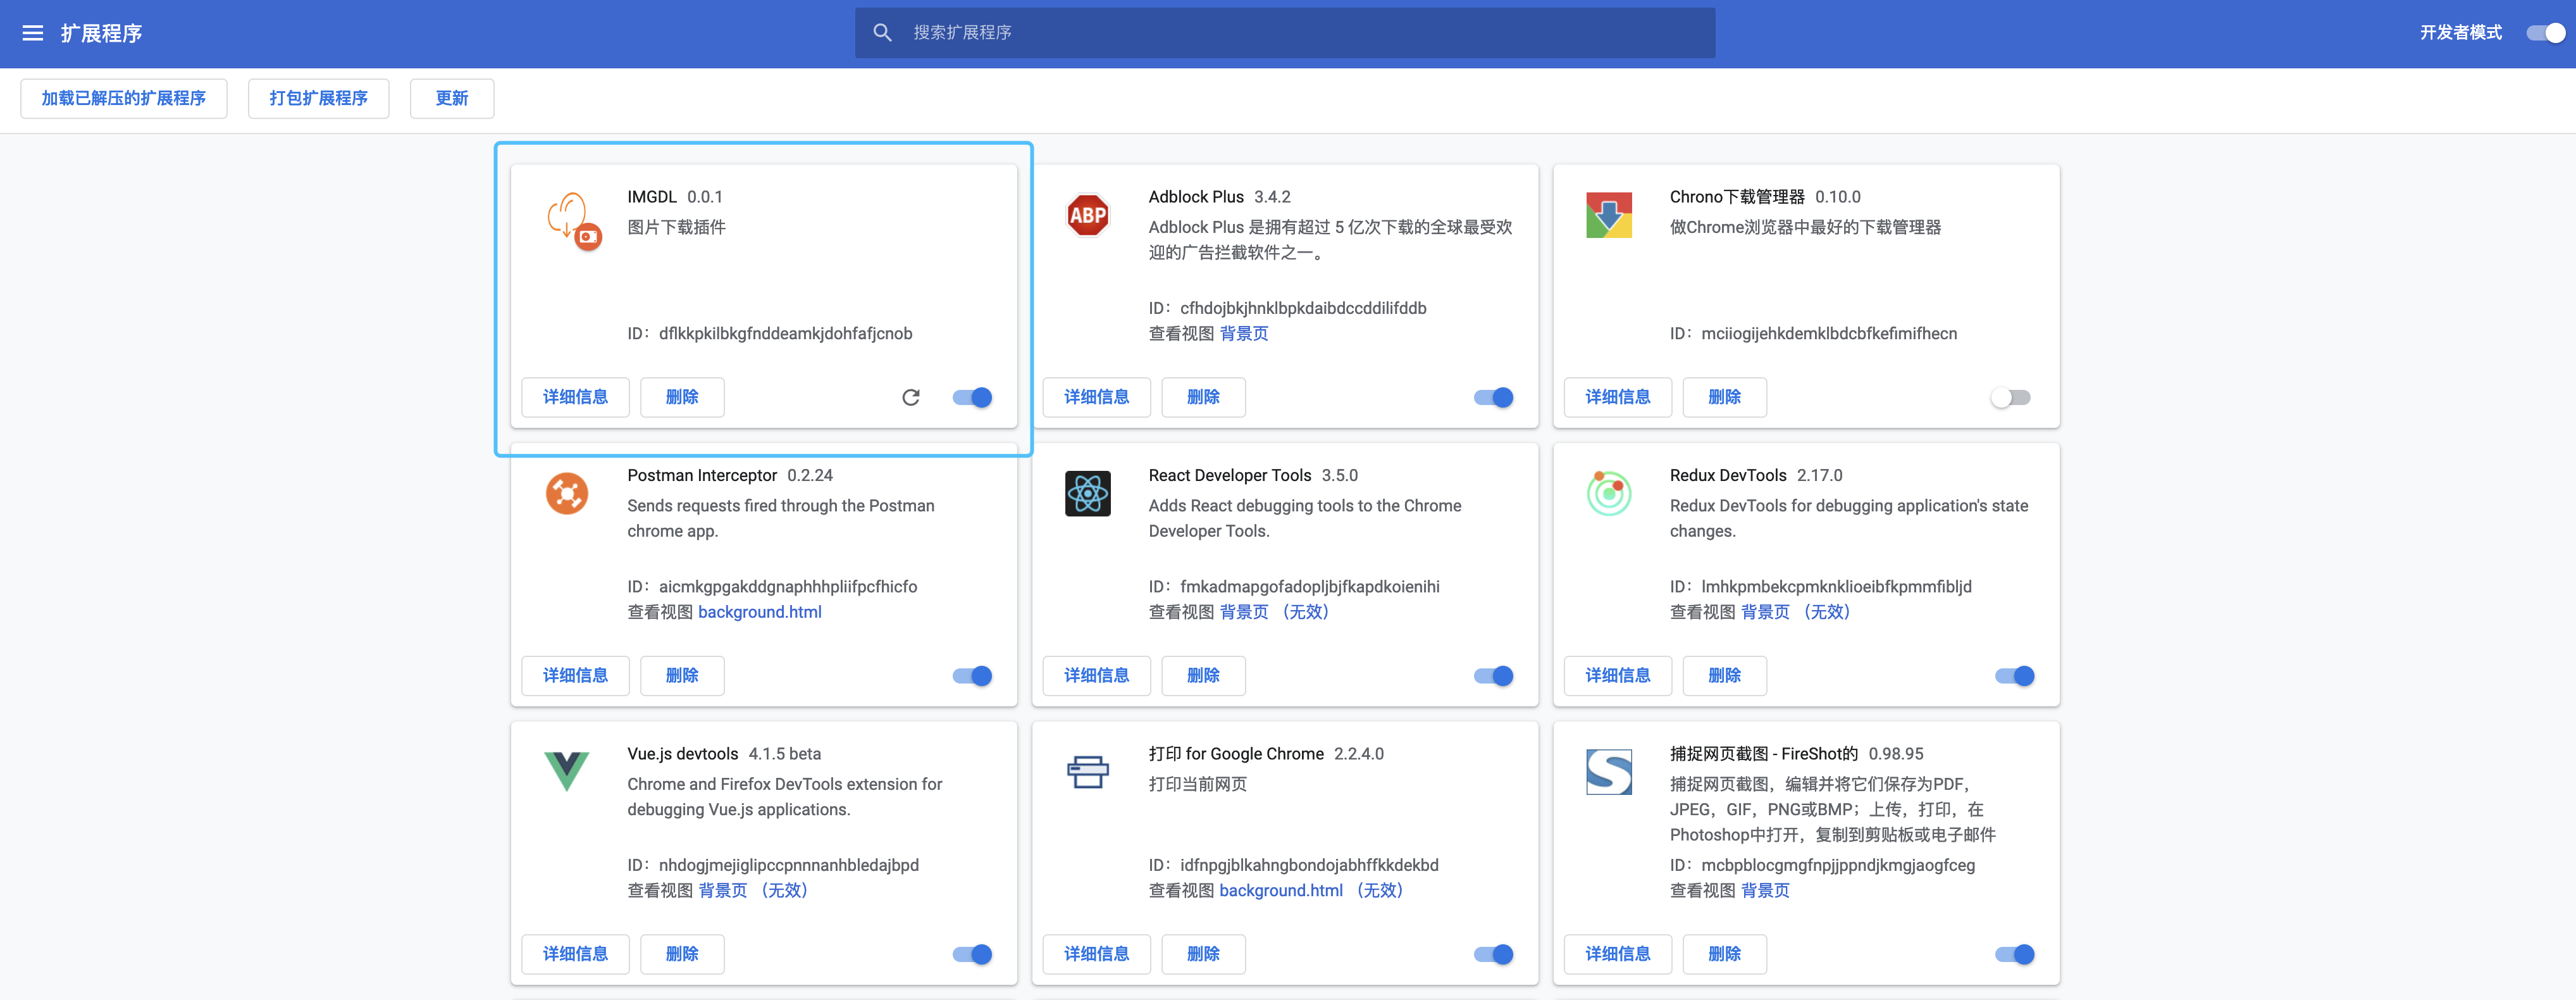 扩展程序
搜索扩展程序
开发者模式
加载已解压的扩展程序
打包扩展程序
更新
IMGDL 0.0.1
图片下载插件
ID：dflkkpkilbkgfnddeamkjdohfafjcnob
详细信息
删除
ABP
Adblock Plus 3.4.2
Adblock Plus 是拥有超过 5 亿次下载的全球最受欢
迎的广告拦截软件之一。
ID：cfhdojbkjhnklbpkdaibdccddilifddb
查看视图 背景页
详细信息
删除
Chrono下载管理器 0.10.0
做Chrome浏览器中最好的下载管理器
ID：mciiogijehkdemklbdcbfkefimifhecn
详细信息
删除
Postman Interceptor 0.2.24
Sends requests fired through the Postman
chrome app.
ID：aicmkgpgakddgnaphhhpliifpcfhicfo
查看视图 background.html
详细信息
删除
React Developer Tools 3.5.0
Adds React debugging tools to the Chrome
Developer Tools.
ID：fmkadmapgofadopljbjfkapdkoienihi
查看视图 背景页 （无效）
详细信息
删除
Redux DevTools 2.17.0
Redux DevTools for debugging application's state
changes.
ID：lmhkpmbekcpmknklioeibfkpmmfibljd
查看视图 背景页 （无效）
详细信息
删除
Vue.js devtools 4.1.5 beta
Chrome and Firefox DevTools extension for
debugging Vue.js applications.
ID：nhdogjmejiglipccpnnnanhbledajbpd
查看视图 背景页 （无效）
详细信息
删除
打印 for Google Chrome 2.2.4.0
打印当前网页
ID：idfnpgjblkahngbondojabhffkkdekbd
查看视图 background.html （无效）
详细信息
删除
捕捉网页截图 - FireShot的 0.98.95
捕捉网页截图，编辑并将它们保存为PDF，
JPEG，GIF，PNG或BMP；上传，打印，在
Photoshop中打开，复制到剪贴板或电子邮件
ID：mcbpblocgmgfnpjjppndjkmgjaogfceg
查看视图 背景页
详细信息
删除